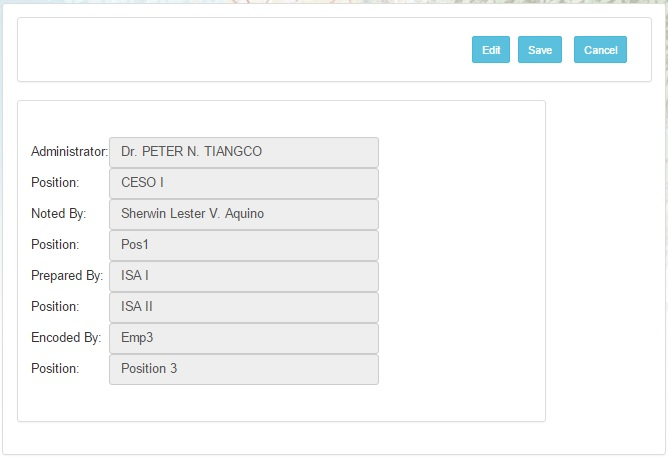 Edit Save Cancel
Administrator: Dr. PETER N. TIANGCO
Position: CESO I
Noted By: Sherwin Lester V. Aquino
Position: Pos1
Prepared By: ISA I
Position: ISA II
Encoded By: Emp3
Position: Position 3